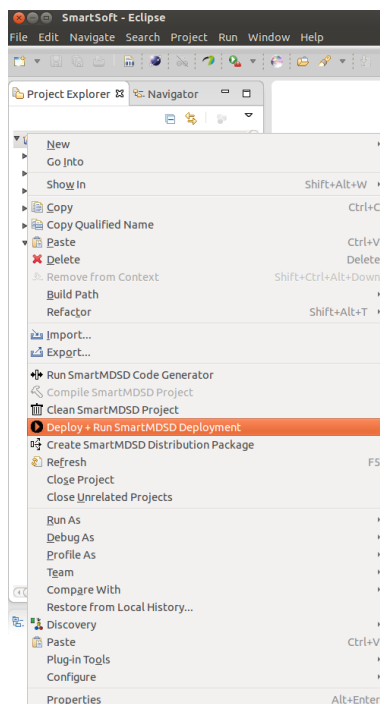 SmartSoft - Eclipse
File Edit Navigate Search Project Run Window Help
Project Explorer Navigator
New
Go Into
Show In Shift+Alt+W
Copy Ctrl+C
Copy Qualified Name
Paste Ctrl+V
Delete Delete
Remove from Context Shift+Ctrl+Alt+Down
Build Path
Refactor Shift+Alt+T
Import...
Export...
Run SmartMDSD Code Generator
Compile SmartMDSD Project
Clean SmartMDSD Project
Deploy + Run SmartMDSD Deployment
Create SmartMDSD Distribution Package
Refresh F5
Close Project
Close Unrelated Projects
Run As
Debug As
Profile As
Team
Compare With
Restore from Local History...
Discovery
Paste Ctrl+V
Plug-in Tools
Configure
Properties Alt+Enter